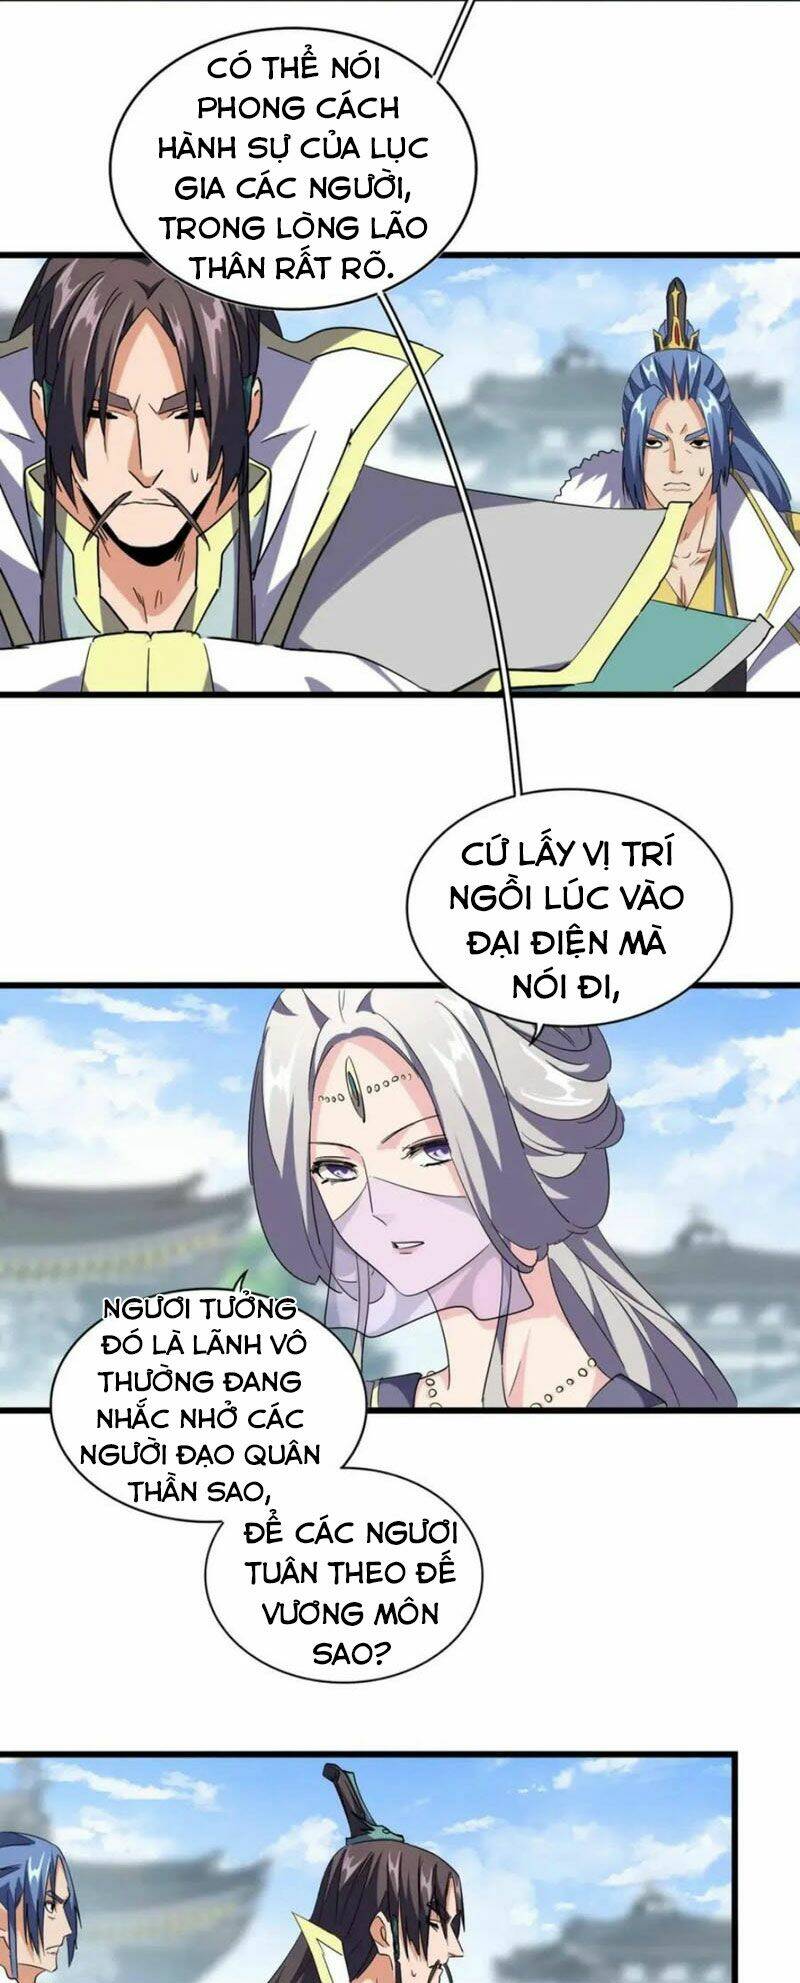 CÓ THỂ NÓI
PHONG CÁCH
HÀNH SỰ CỦA LỤC
GIA CÁC NGƯỜI,
TRONG LÒNG LÃO
THÂN RẤT RÕ.
CỨ LẤY VỊ TRÍ
NGỒI LÚC VÀO
ĐẠI ĐIỆN MÀ
NÓI ĐI,
NGƯƠI TƯỞNG
ĐÓ LÀ LÃNH VÔ
THƯỜNG ĐANG
NHẮC NHỞ CÁC
NGƯỜI ĐẠO QUÂN
THẦN SAO,
ĐỂ CÁC NGƯƠI
TUÂN THEO ĐẾ
VƯƠNG MÔN
SAO?